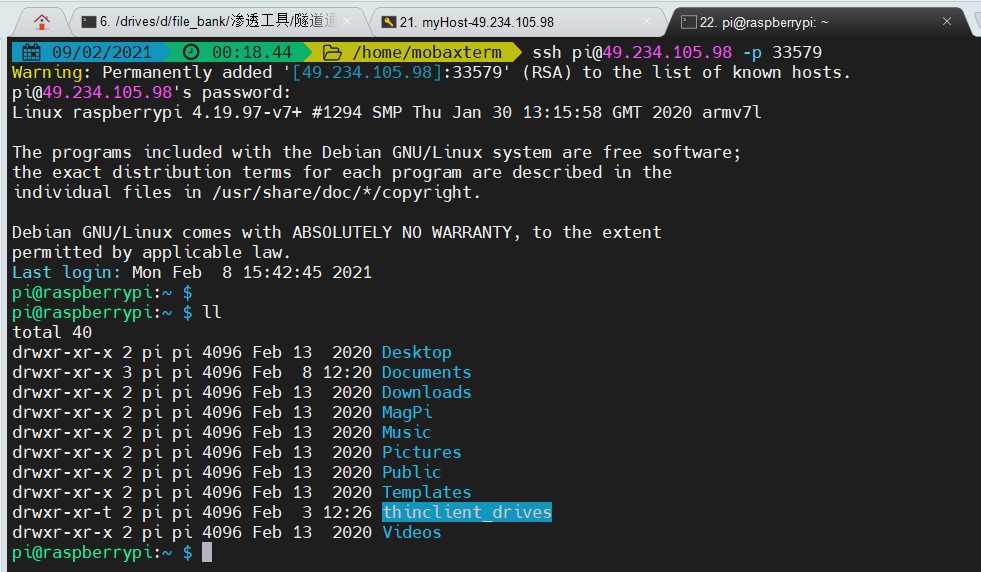 6. /drives/d/file_bank/渗透工具/隧道通
21. myHost-49.234.105.98
22. pi@raspberrypi: ~
09/02/2021 00:18.44 /home/mobaxterm ssh pi@49.234.105.98 -p 33579
Warning: Permanently added '[49.234.105.98]:33579' (RSA) to the list of known hosts.
pi@49.234.105.98's password:
Linux raspberrypi 4.19.97-v7+ #1294 SMP Thu Jan 30 13:15:58 GMT 2020 armv7l
The programs included with the Debian GNU/Linux system are free software;
the exact distribution terms for each program are described in the
individual files in /usr/share/doc/*/copyright.
Debian GNU/Linux comes with ABSOLUTELY NO WARRANTY, to the extent
permitted by applicable law.
Last login: Mon Feb  8 15:42:45 2021
pi@raspberrypi:~ $
pi@raspberrypi:~ $ ll
total 40
drwxr-xr-x 2 pi pi 4096 Feb 13  2020 Desktop
drwxr-xr-x 3 pi pi 4096 Feb  8 12:20 Documents
drwxr-xr-x 2 pi pi 4096 Feb 13  2020 Downloads
drwxr-xr-x 2 pi pi 4096 Feb 13  2020 MagPi
drwxr-xr-x 2 pi pi 4096 Feb 13  2020 Music
drwxr-xr-x 2 pi pi 4096 Feb 13  2020 Pictures
drwxr-xr-x 2 pi pi 4096 Feb 13  2020 Public
drwxr-xr-x 2 pi pi 4096 Feb 13  2020 Templates
drwxr-xr-t 2 pi pi 4096 Feb  3 12:26 thinclient_drives
drwxr-xr-x 2 pi pi 4096 Feb 13  2020 Videos
pi@raspberrypi:~ $